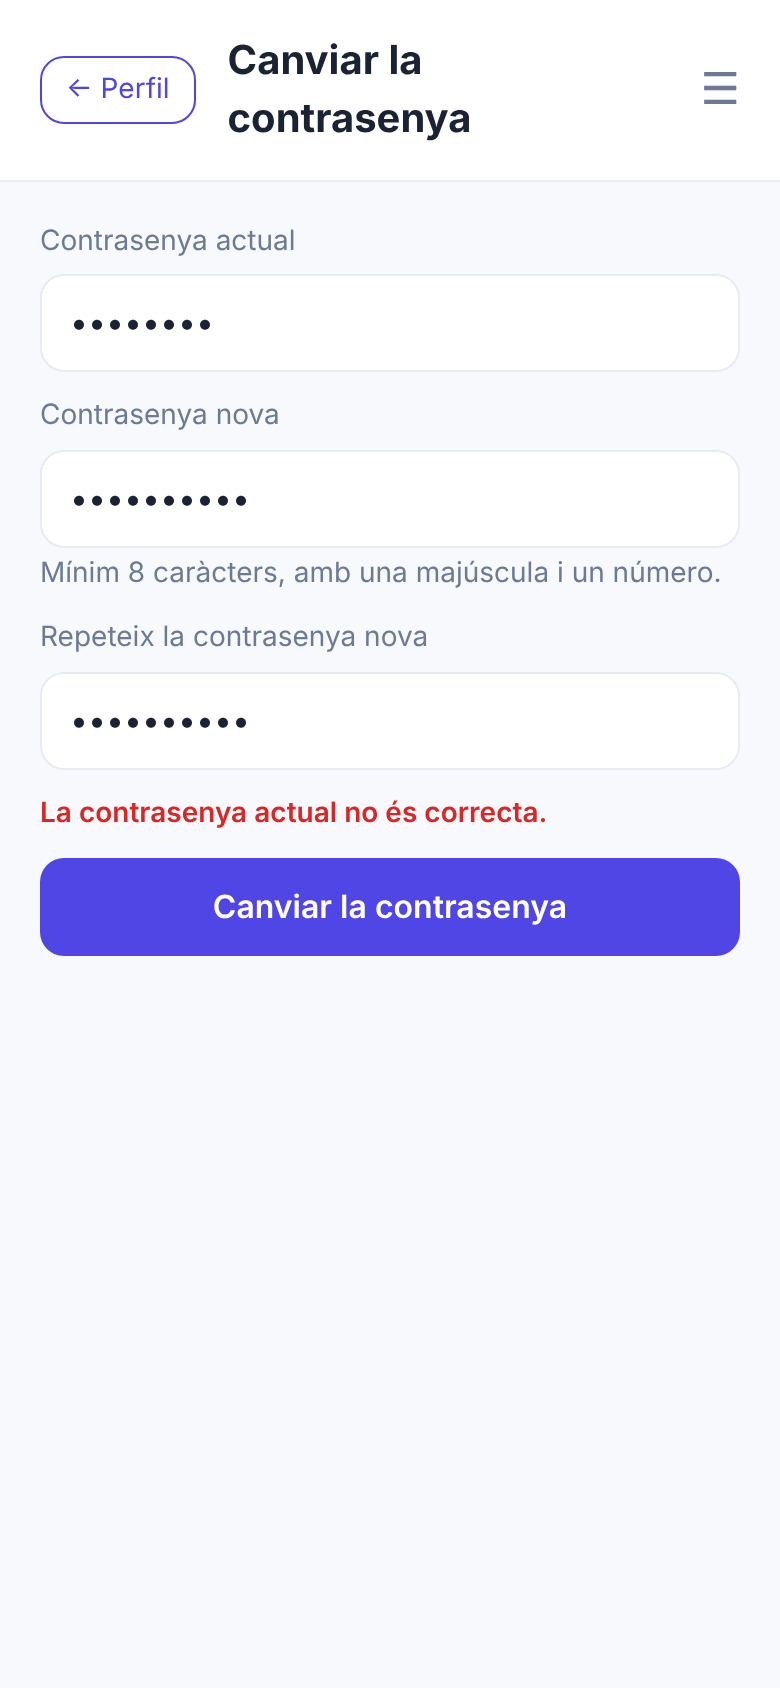 ← Perfil
Canviar la
contrasenya
☰
Contrasenya actual
••••••••
Contrasenya nova
••••••••••
Mínim 8 caràcters, amb una majúscula i un número.
Repeteix la contrasenya nova
••••••••••
La contrasenya actual no és correcta.
Canviar la contrasenya